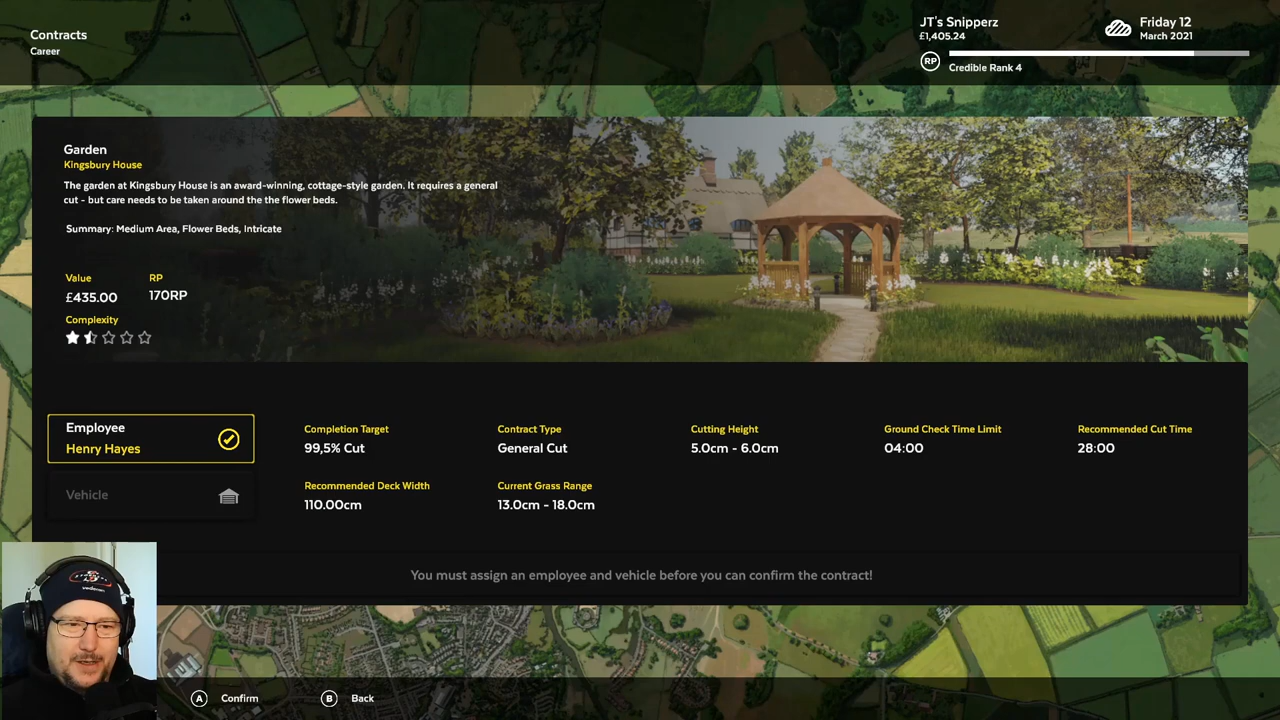 Contracts
Career
JT's Snipperz
£1,405.24
Friday 12
March 2021
RP
Credible Rank 4
Garden
Kingsbury House
The garden at Kingsbury House is an award-winning, cottage-style garden. It requires a general
cut - but care needs to be taken around the the flower beds.
Summary: Medium Area, Flower Beds, Intricate
Value
RP
£435.00
170RP
Complexity
Employee
Henry Hayes
Vehicle
Completion Target
99,5% Cut
Contract Type
General Cut
Cutting Height
5.0cm - 6.0cm
Ground Check Time Limit
04:00
Recommended Cut Time
28:00
Recommended Deck Width
110.00cm
Current Grass Range
13.0cm - 18.0cm
You must assign an employee and vehicle before you can confirm the contract!
A Confirm
B Back